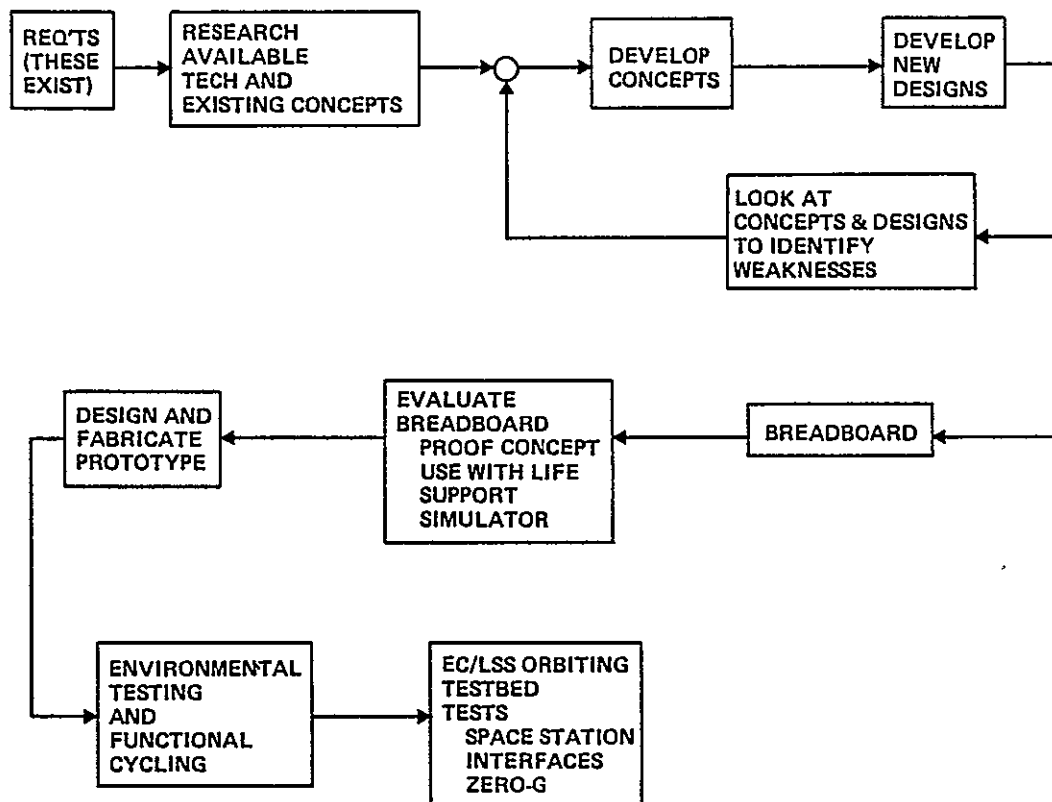 REQ'TS
(THESE
EXIST)
RESEARCH
AVAILABLE
TECH AND
EXISTING CONCEPTS
DEVELOP
CONCEPTS
DEVELOP
NEW
DESIGNS
LOOK AT
CONCEPTS & DESIGNS
TO IDENTIFY
WEAKNESSES
BREADBOARD
EVALUATE
BREADBOARD
PROOF CONCEPT
USE WITH LIFE
SUPPORT
SIMULATOR
DESIGN AND
FABRICATE
PROTOTYPE
ENVIRONMENTAL
TESTING
AND
FUNCTIONAL
CYCLING
EC/LSS ORBITING
TESTBED
TESTS
SPACE STATION
INTERFACES
ZERO-G